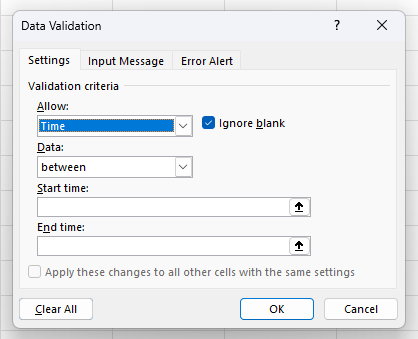 Data Validation ?
Settings Input Message Error Alert
Validation criteria
Allow:
Time Ignore blank
Data:
between
Start time:
End time:
Apply these changes to all other cells with the same settings
Clear All OK Cancel